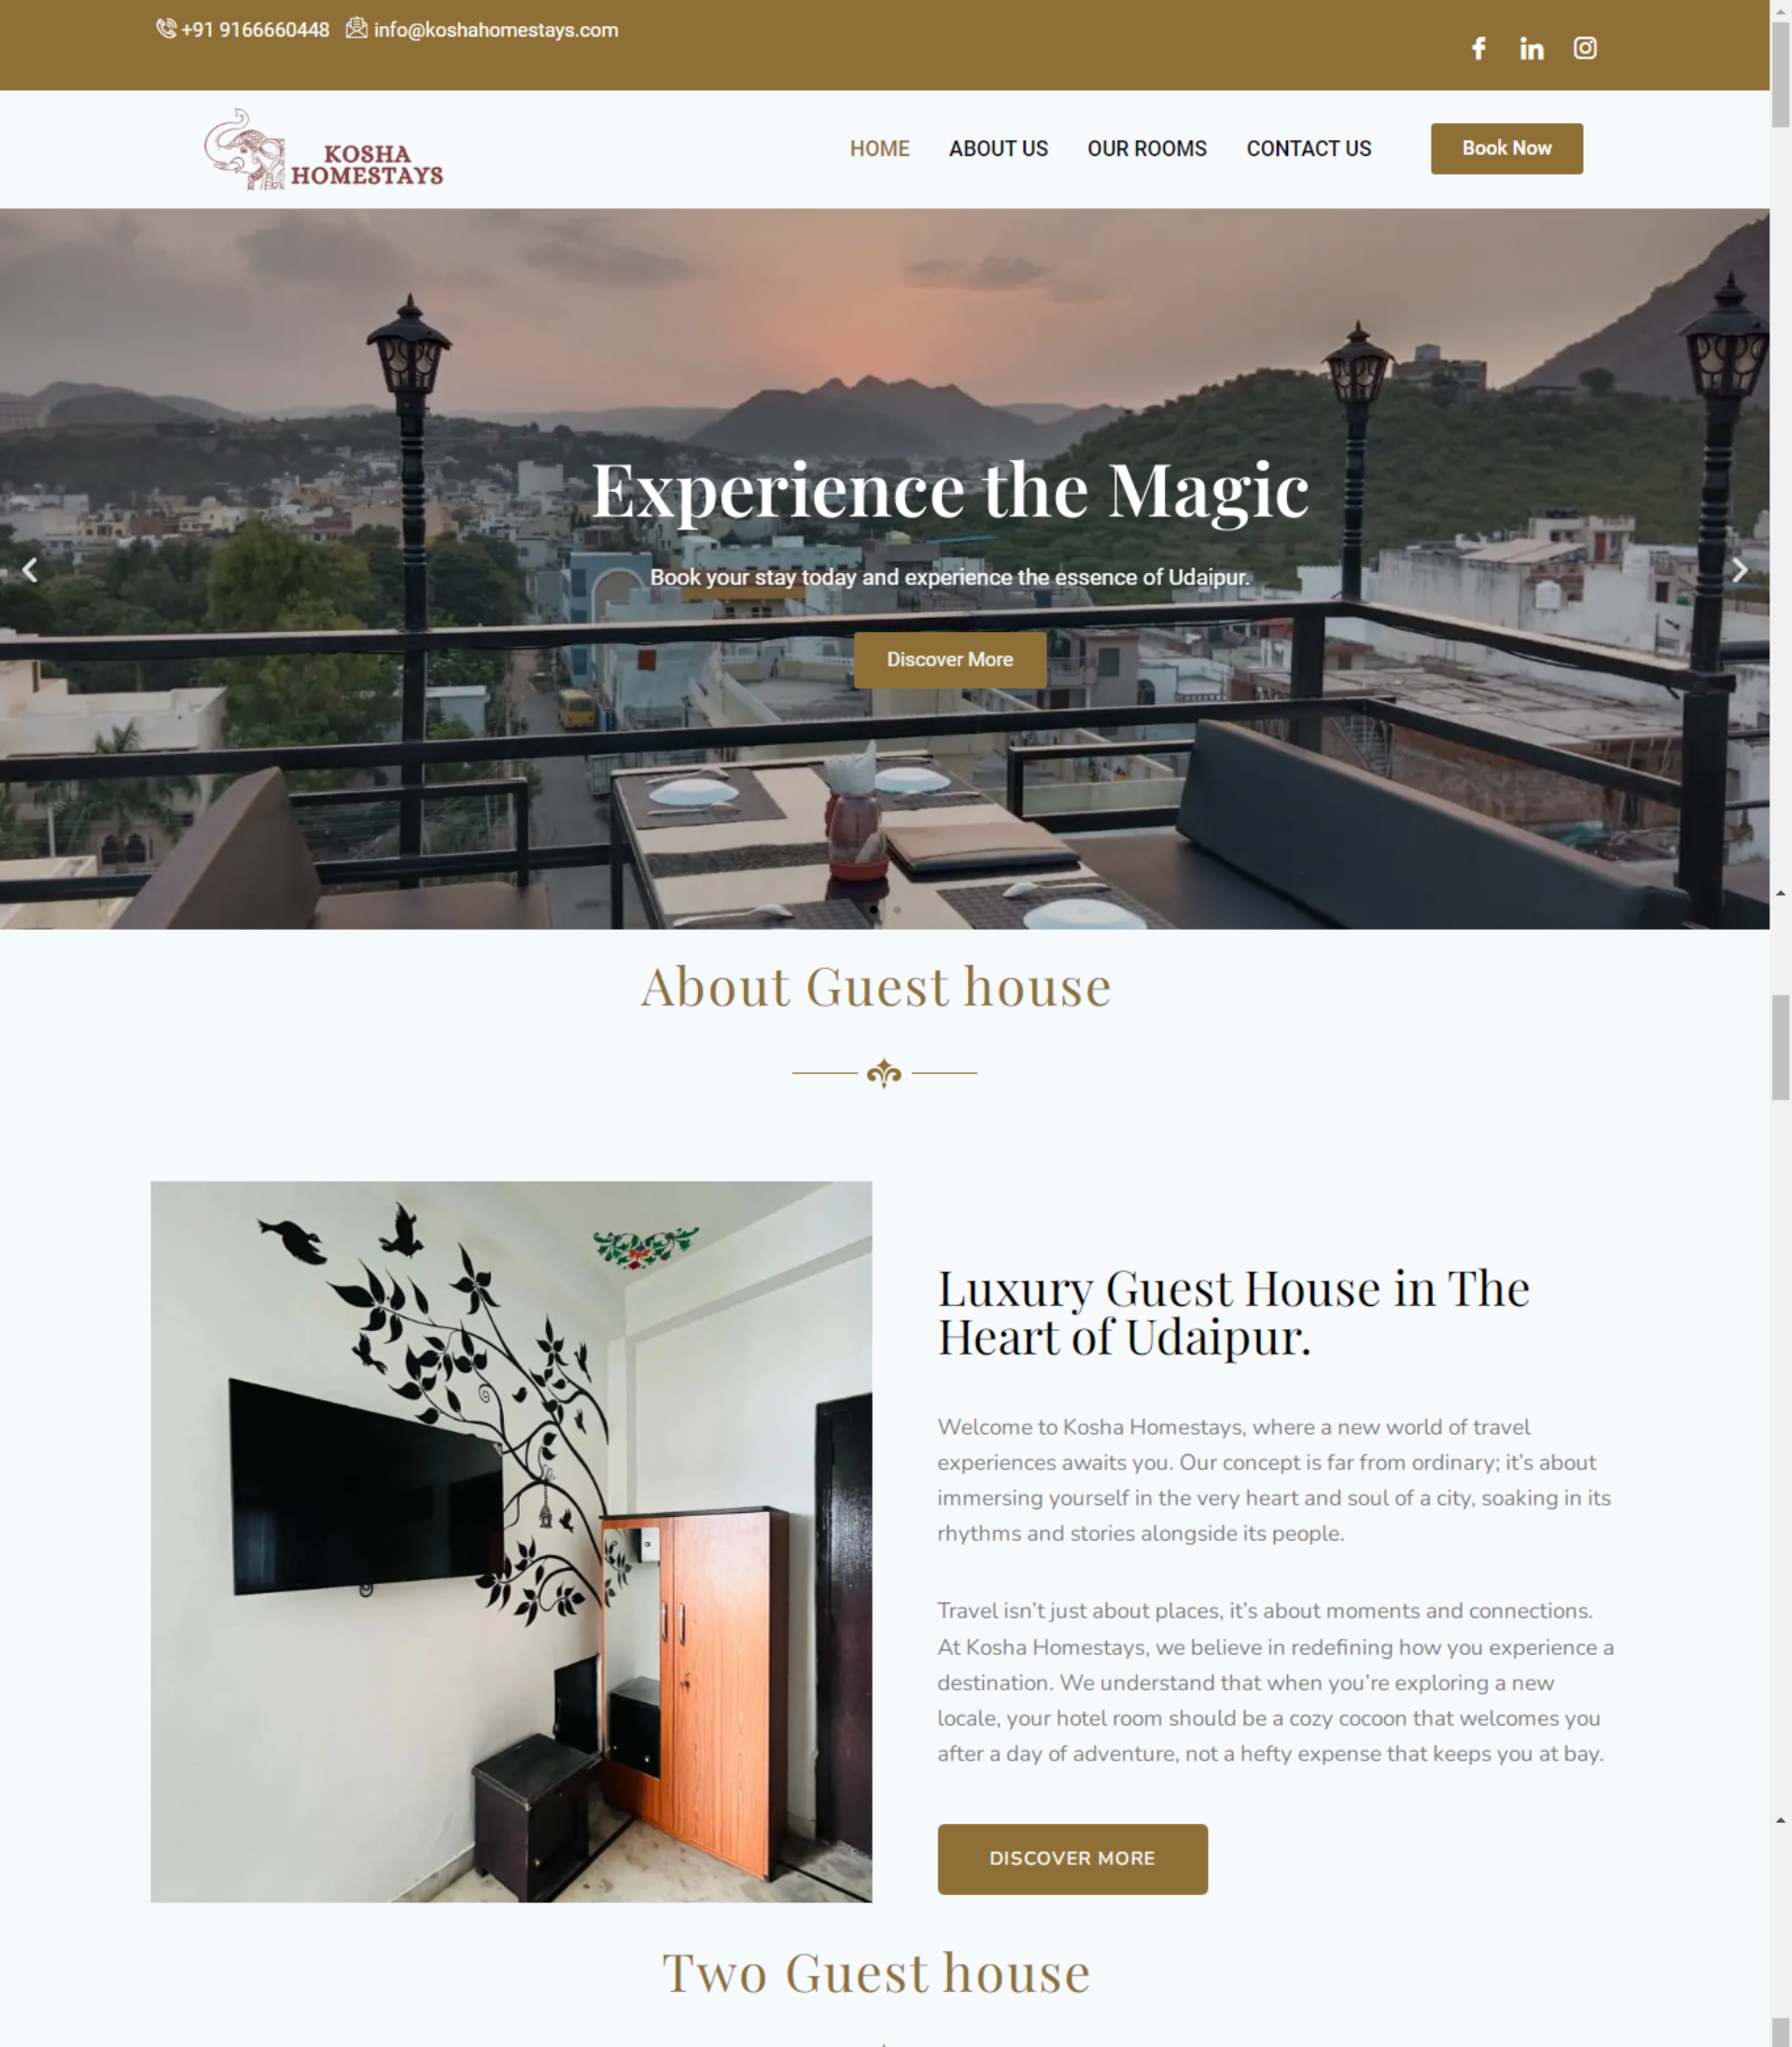 +91 9166660448 info@koshahomestays.com
KOSHA
HOMESTAYS
HOME ABOUT US OUR ROOMS CONTACT US Book Now
Experience the Magic
Book your stay today and experience the essence of Udaipur.
Discover More
About Guest house
Luxury Guest House in The
Heart of Udaipur.
Welcome to Kosha Homestays, where a new world of travel
experiences awaits you. Our concept is far from ordinary; it’s about
immersing yourself in the very heart and soul of a city, soaking in its
rhythms and stories alongside its people.
Travel isn’t just about places, it’s about moments and connections.
At Kosha Homestays, we believe in redefining how you experience a
destination. We understand that when you’re exploring a new
locale, your hotel room should be a cozy cocoon that welcomes you
after a day of adventure, not a hefty expense that keeps you at bay.
DISCOVER MORE
Two Guest house